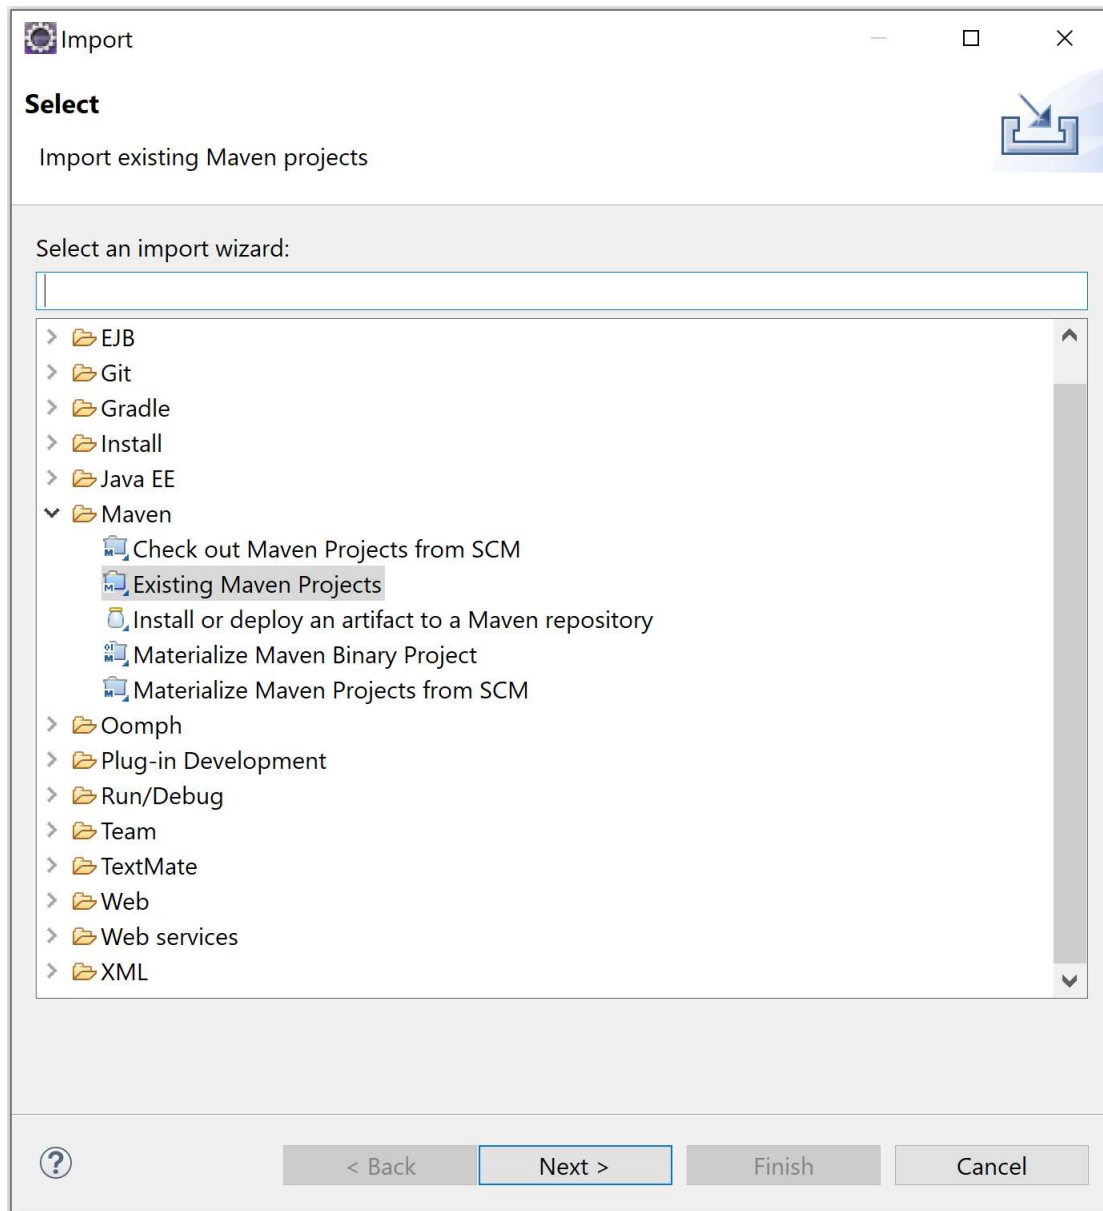 Import
Select
Import existing Maven projects
Select an import wizard:
EJB
Git
Gradle
Install
Java EE
Maven
Check out Maven Projects from SCM
Existing Maven Projects
Install or deploy an artifact to a Maven repository
Materialize Maven Binary Project
Materialize Maven Projects from SCM
Oomph
Plug-in Development
Run/Debug
Team
TextMate
Web
Web services
XML
? < Back Next > Finish Cancel